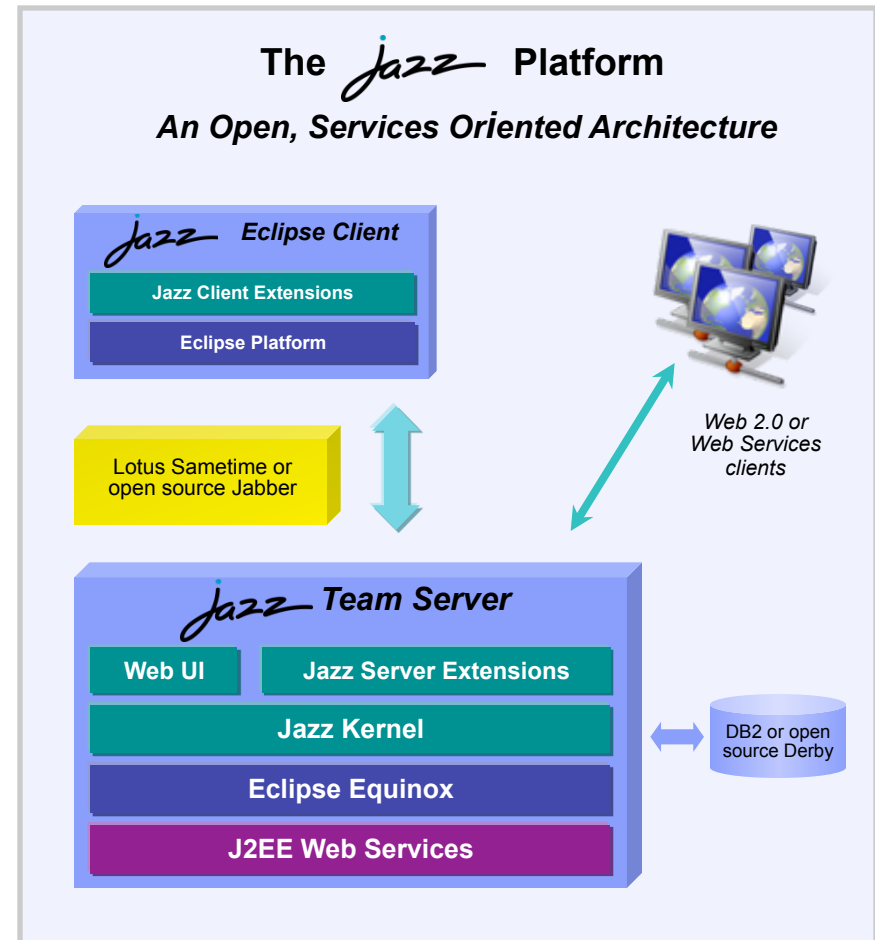 The jazz Platform
An Open, Services Oriented Architecture
jazz Eclipse Client
Jazz Client Extensions
Eclipse Platform
Web 2.0 or
Web Services
clients
Lotus Sametime or
open source Jabber
jazz Team Server
Web UI
Jazz Server Extensions
Jazz Kernel
Eclipse Equinox
J2EE Web Services
DB2 or open
source Derby